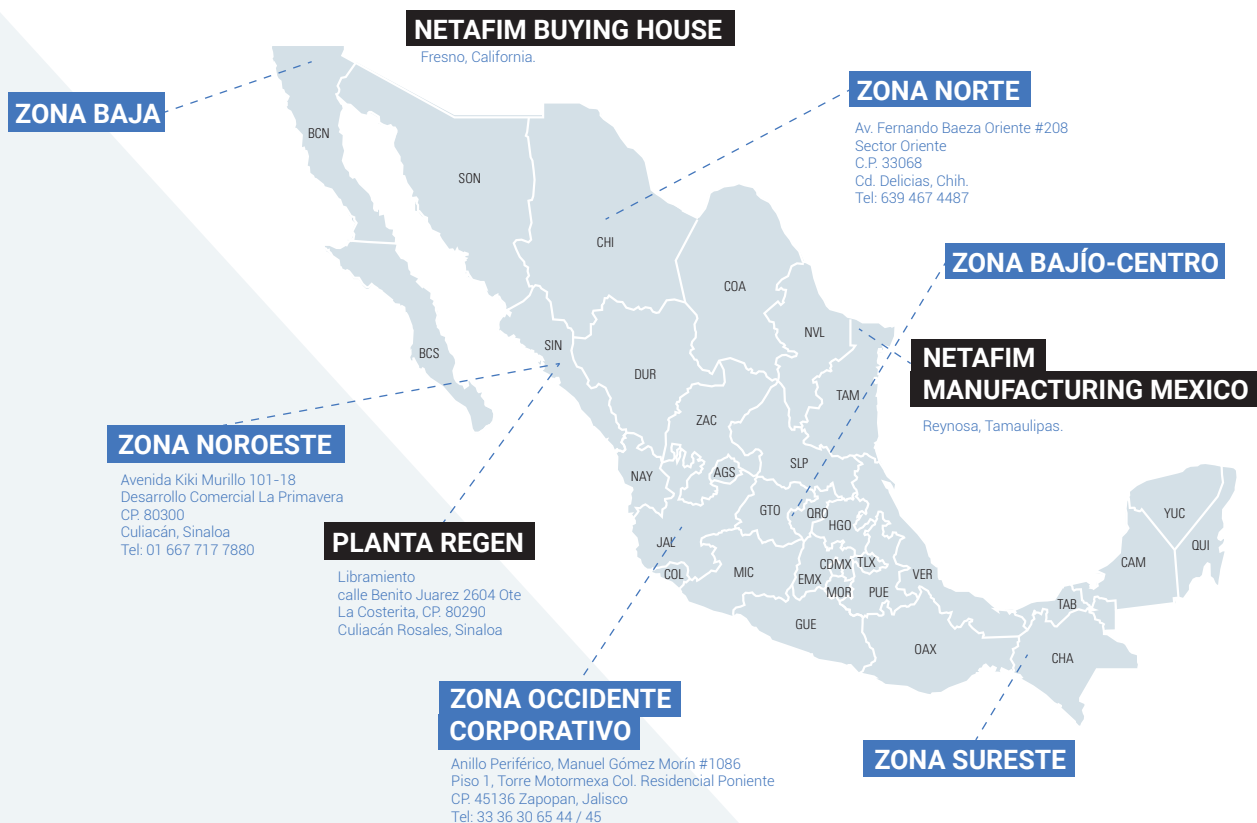 NETAFIM BUYING HOUSE
Fresno, California.
ZONA BAJA
ZONA NORTE
Av. Fernando Baeza Oriente #208
Sector Oriente
C.P. 33068
Cd. Delicias, Chih.
Tel: 639 467 4487
ZONA BAJÍO-CENTRO
NETAFIM
MANUFACTURING MEXICO
Reynosa, Tamaulipas.
ZONA NOROESTE
Avenida Kiki Murillo 101-18
Desarrollo Comercial La Primavera
CP. 80300
Culiacán, Sinaloa
Tel: 01 667 717 7880
PLANTA REGEN
Libramiento
calle Benito Juarez 2604 Ote
La Costerita, CP. 80290
Culiacán Rosales, Sinaloa
ZONA OCCIDENTE
CORPORATIVO
Anillo Periférico, Manuel Gómez Morín #1086
Piso 1, Torre Motormexa Col. Residencial Poniente
CP. 45136 Zapopan, Jalisco
Tel: 33 36 30 65 44 / 45
ZONA SURESTE
BCN
SON
CHI
COA
BCS
SIN
DUR
NVL
TAM
ZAC
NAY
AGS
SLP
GTO
QRO
HGO
JAL
COL
MIC
EMX
CDMX
TLX
MOR
PUE
VER
GUE
OAX
TAB
CHA
CAM
YUC
QUI